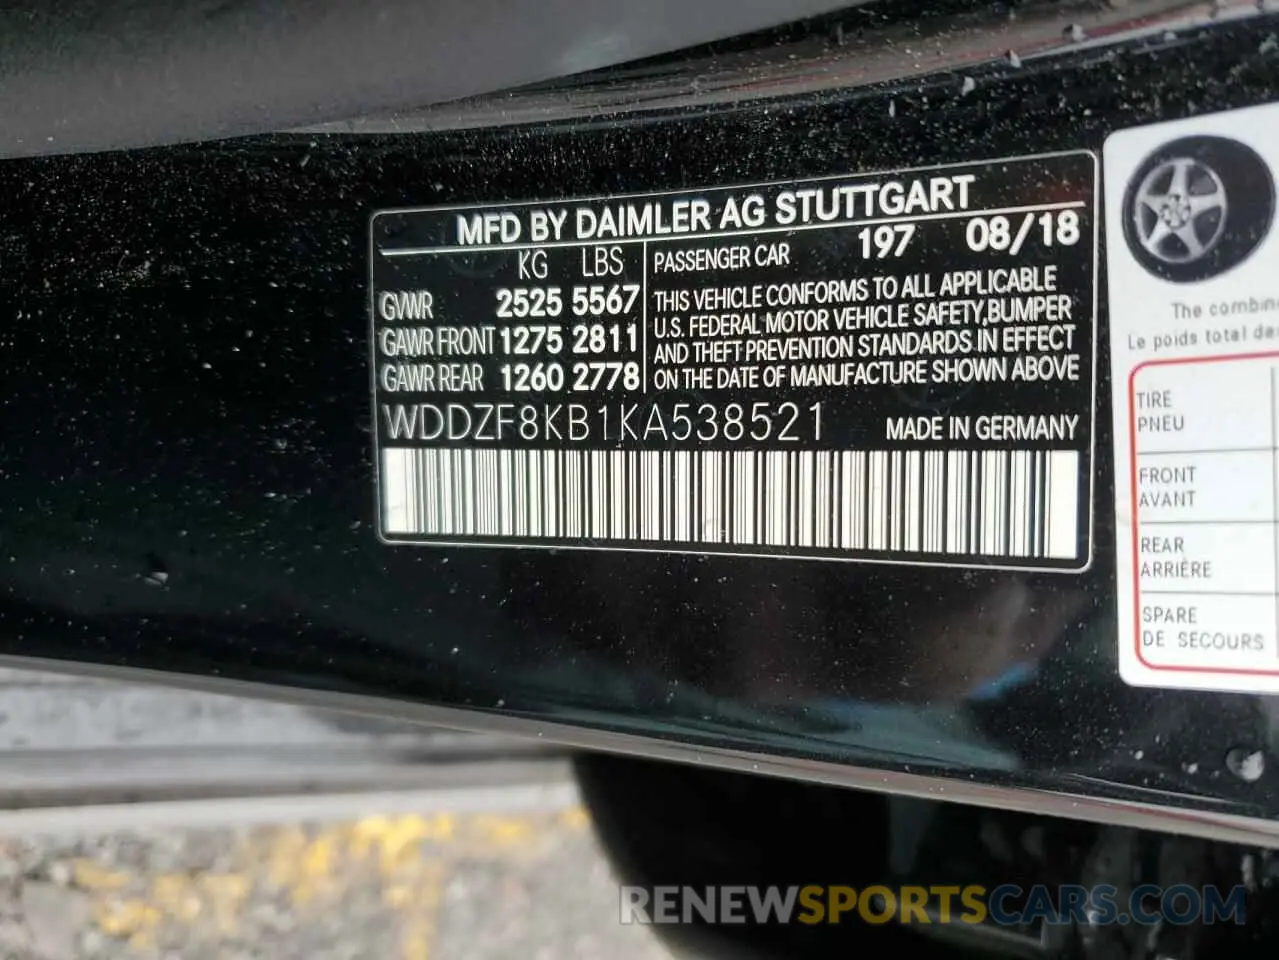 MFD BY DAIMLER AG STUTTGART
KG LBS
GVWR 2525 5567
GAWR FRONT 1275 2811
GAWR REAR 1260 2778
PASSENGER CAR 197 08/18
THIS VEHICLE CONFORMS TO ALL APPLICABLE
U.S. FEDERAL MOTOR VEHICLE SAFETY,BUMPER
AND THEFT PREVENTION STANDARDS IN EFFECT
ON THE DATE OF MANUFACTURE SHOWN ABOVE
WDDZF8KB1KA538521 MADE IN GERMANY
The combin
Le poids total de
TIRE
PNEU
FRONT
AVANT
REAR
ARRIÈRE
SPARE
DE SECOURS
RENEWSPORTSCARS.COM